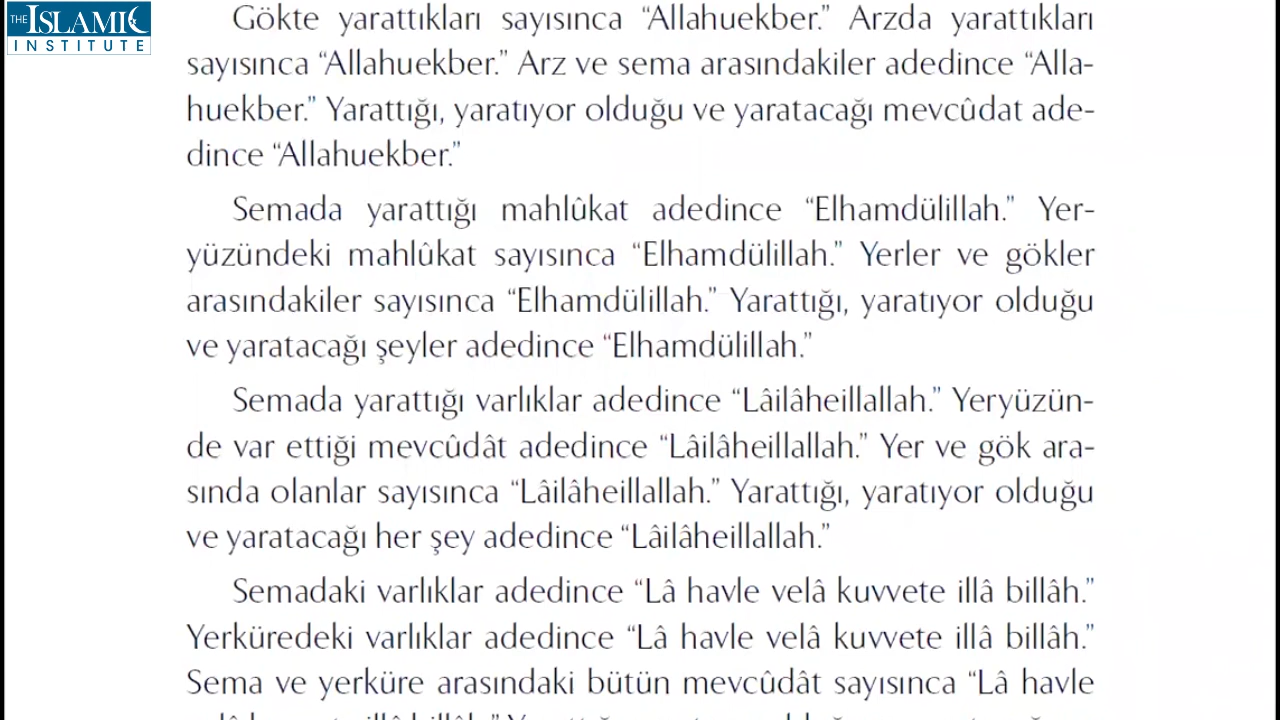 THE ISLAMIC
INSTITUTE
Gökte yarattıkları sayısınca “Allahuekber.” Arzda yarattıkları
sayısınca “Allahuekber.” Arz ve sema arasındakiler adedince “Alla-
huekber.” Yarattığı, yaratıyor olduğu ve yaratacağı mevcûdat ade-
dince “Allahuekber.”
Semada yarattığı mahlûkat adedince “Elhamdülillah.” Yer-
yüzündeki mahlûkat sayısınca “Elhamdülillah.” Yerler ve gökler
arasındakiler sayısınca “Elhamdülillah.” Yarattığı, yaratıyor olduğu
ve yaratacağı şeyler adedince “Elhamdülillah.”
Semada yarattığı varlıklar adedince “Lâilâheillallah.” Yeryüzün-
de var ettiği mevcûdât adedince “Lâilâheillallah.” Yer ve gök ara-
sında olanlar sayısınca “Lâilâheillallah.” Yarattığı, yaratıyor olduğu
ve yaratacağı her şey adedince “Lâilâheillallah.”
Semadaki varlıklar adedince “Lâ havle velâ kuvvete illâ billâh.”
Yerküredeki varlıklar adedince “Lâ havle velâ kuvvete illâ billâh.”
Sema ve yerküre arasındaki bütün mevcûdât sayısınca “Lâ havle